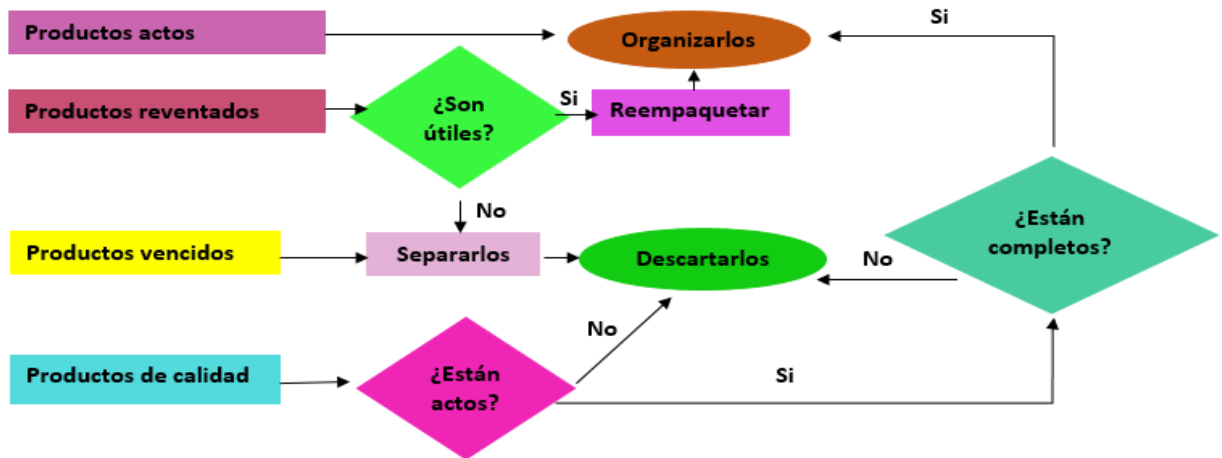 Productos actos
Organizarlos
Si
Productos reventados
¿Son
útiles?
Si
Reempaquetar
No
¿Están
completos?
Productos vencidos
Separarlos
Descartarlos
No
No
Productos de calidad
¿Están
actos?
Si